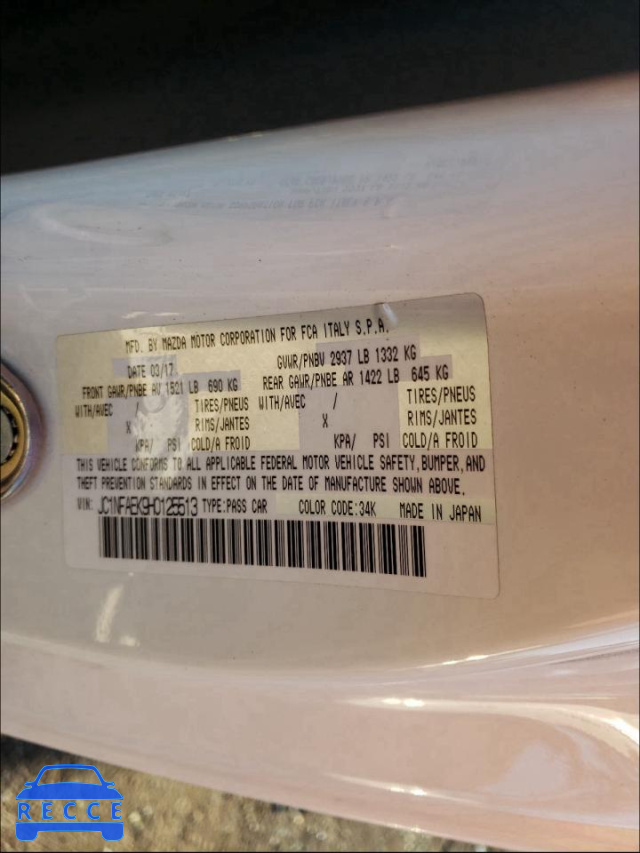 MFD. BY MAZDA MOTOR CORPORATION FOR FCA ITALY S.P.A.
DATE 03/17 GVWR/PNBV 2937 LB 1332 KG
FRONT GAWR/PNBE AV 1521 LB 690 KG REAR GAWR/PNBE AR 1422 LB 645 KG
WITH/AVEC / TIRES/PNEUS WITH/AVEC / TIRES/PNEUS
X RIMS/JANTES X RIMS/JANTES
KPA/ PSI COLD/A FROID KPA/ PSI COLD/A FROID
THIS VEHICLE CONFORMS TO ALL APPLICABLE FEDERAL MOTOR VEHICLE SAFETY, BUMPER, AND
THEFT PREVENTION STANDARDS IN EFFECT ON THE DATE OF MANUFACTURE SHOWN ABOVE.
VIN: JC1NFAEK9H0125513 TYPE:PASS CAR COLOR CODE:34K MADE IN JAPAN
RECCE